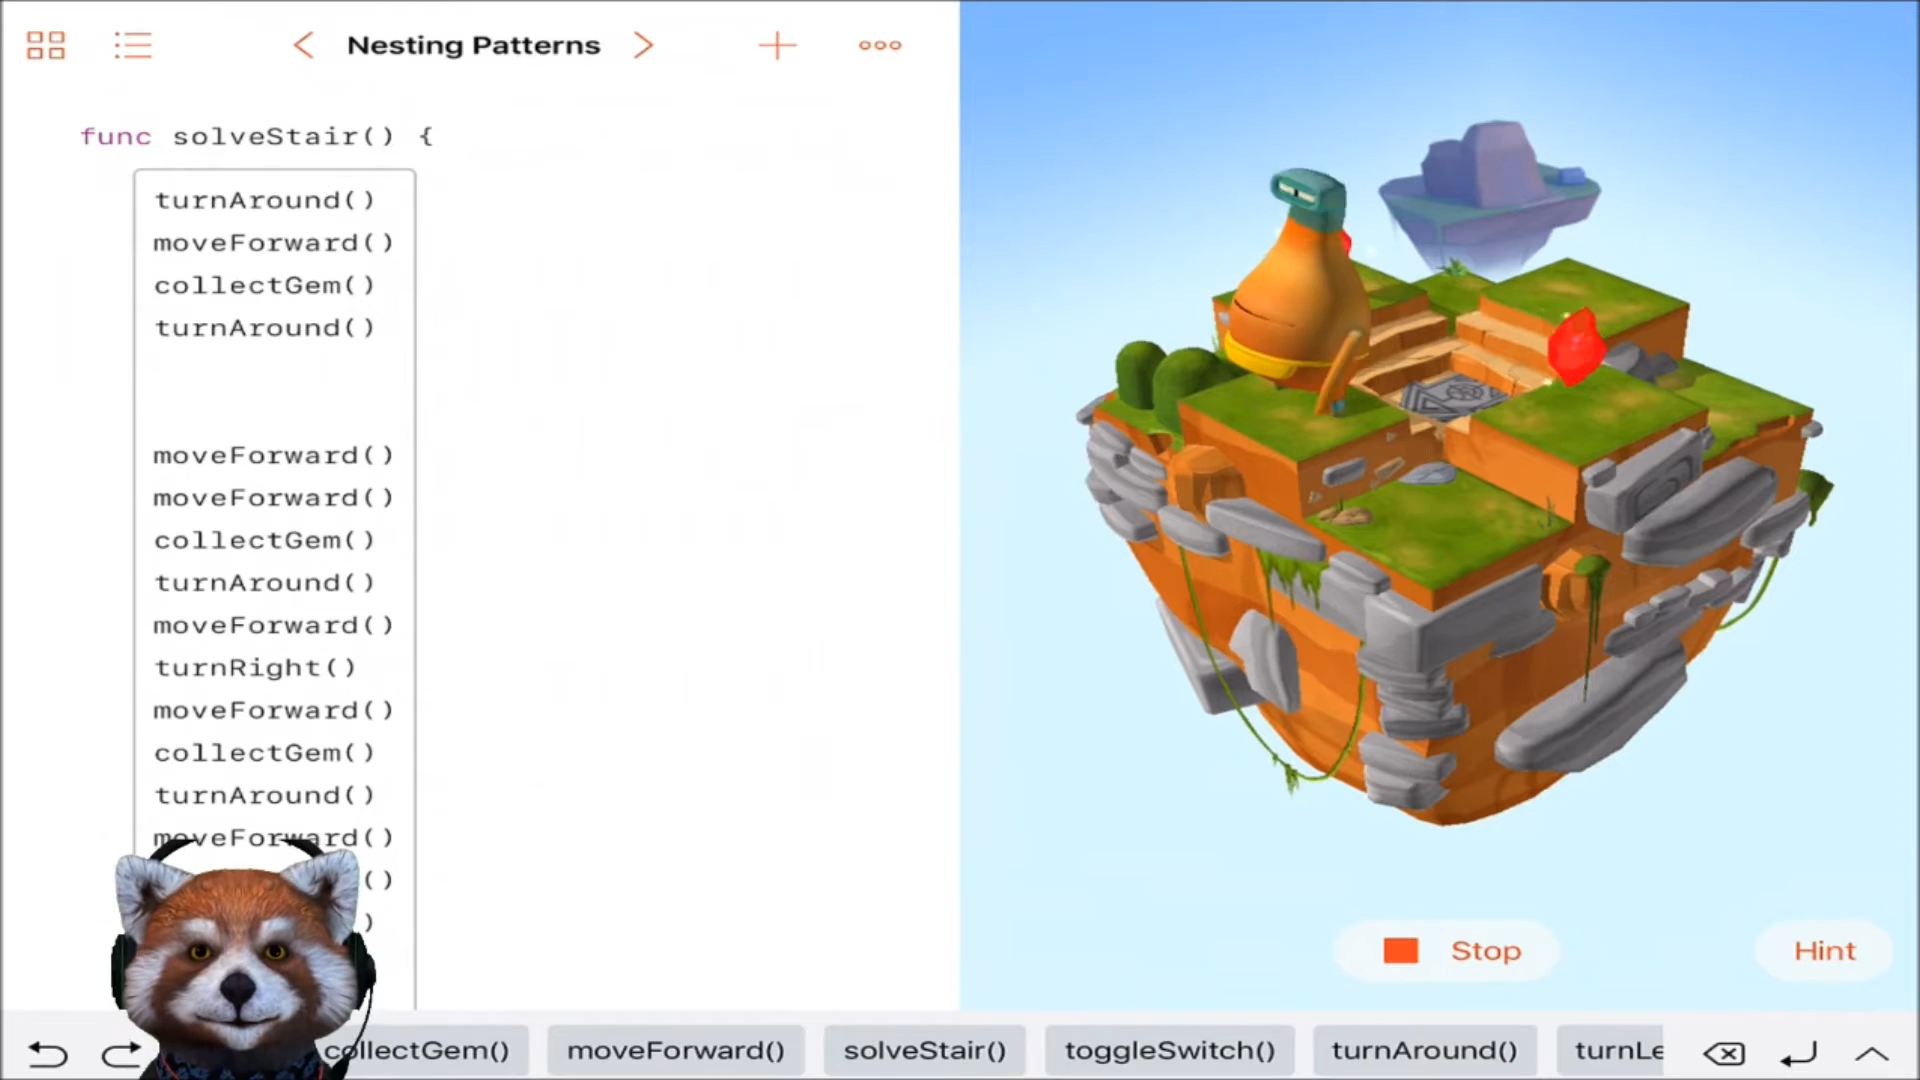 Nesting Patterns
func solveStair() {
turnAround()
moveForward()
collectGem()
turnAround()
moveForward()
moveForward()
collectGem()
turnAround()
moveForward()
turnRight()
moveForward()
collectGem()
turnAround()
moveForward()
()
)
Stop
Hint
collectGem() moveForward() solveStair() toggleSwitch() turnAround() turnLe